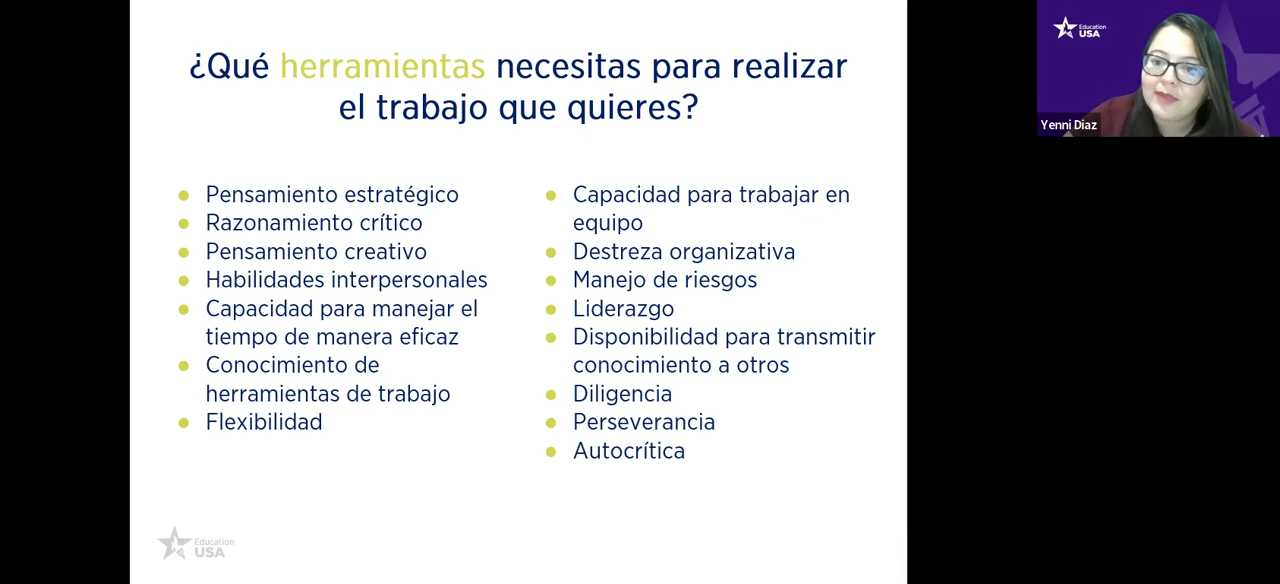 ¿Qué herramientas necesitas para realizar
el trabajo que quieres?
Pensamiento estratégico
Razonamiento crítico
Pensamiento creativo
Habilidades interpersonales
Capacidad para manejar el
tiempo de manera eficaz
Conocimiento de
herramientas de trabajo
Flexibilidad
Capacidad para trabajar en
equipo
Destreza organizativa
Manejo de riesgos
Liderazgo
Disponibilidad para transmitir
conocimiento a otros
Diligencia
Perseverancia
Autocrítica
Education
USA
Education
USA
Yenni Diaz